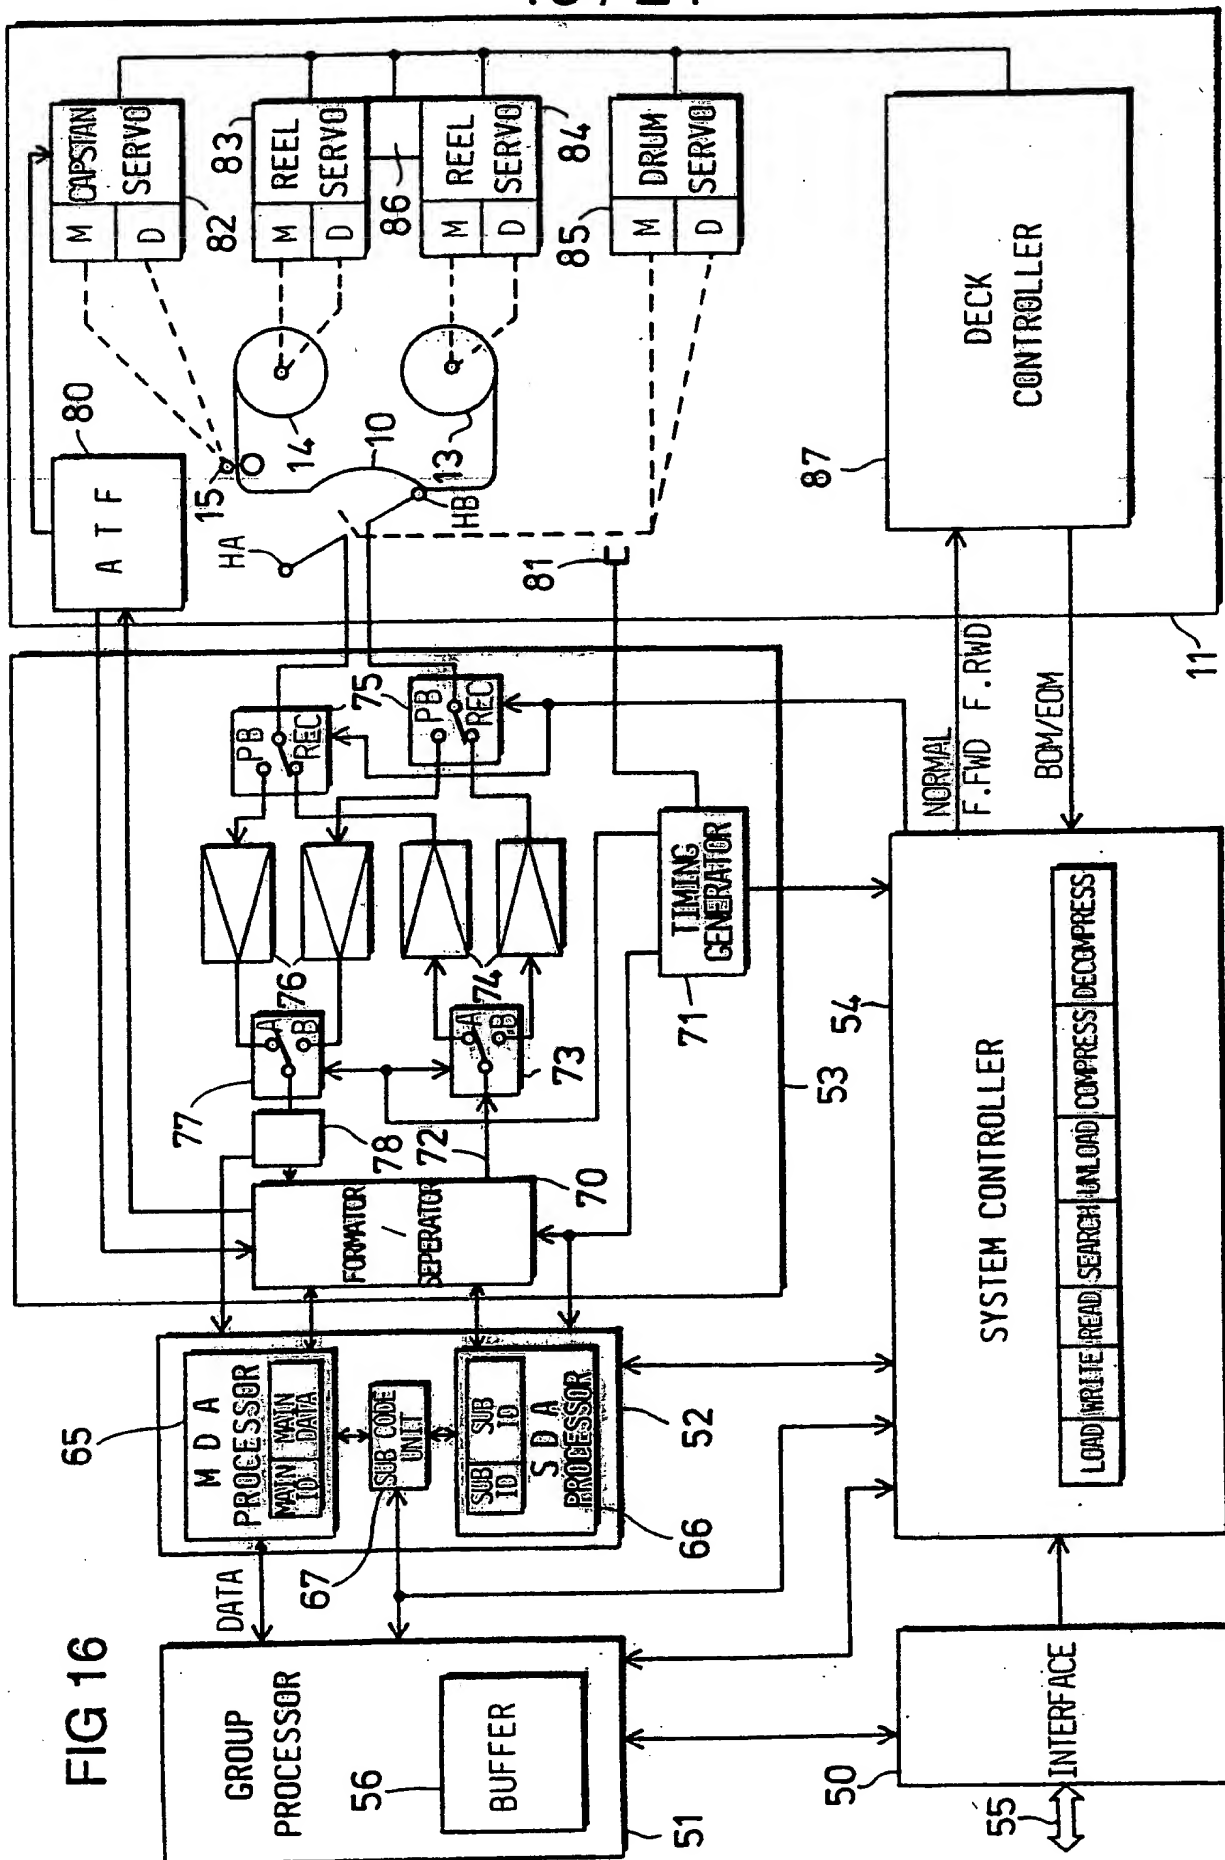 FIG 16
GROUP
PROCESSOR
56
BUFFER
51
DATA
65
M D A
PROCESSOR
MAIN
ID
MAIN
DATA
67
SUB CODE
UNIT
SUB
ID
SUB
ID
S D A
PROCESSOR
66
52
50
INTERFACE
55
77
78
72
FORMATOR
/
SEPERATOR
70
A
B
76
A
B
73
74
PB
REC
75
PB
REC
TIMING
GENERATOR
71
53
54
SYSTEM CONTROLLER
LOAD
WRITE
READ
SEARCH
UNLOAD
COMPRESS
DECOMPRESS
NORMAL
F.FWD F.RWD
BOM/EOM
11
A T F
80
HA
15
14
10
13
HB
81
CAPSTAN
SERVO
M
D
82
83
REEL
SERVO
M
D
86
REEL
SERVO
M
D
84
85
DRUM
SERVO
M
D
87
DECK
CONTROLLER